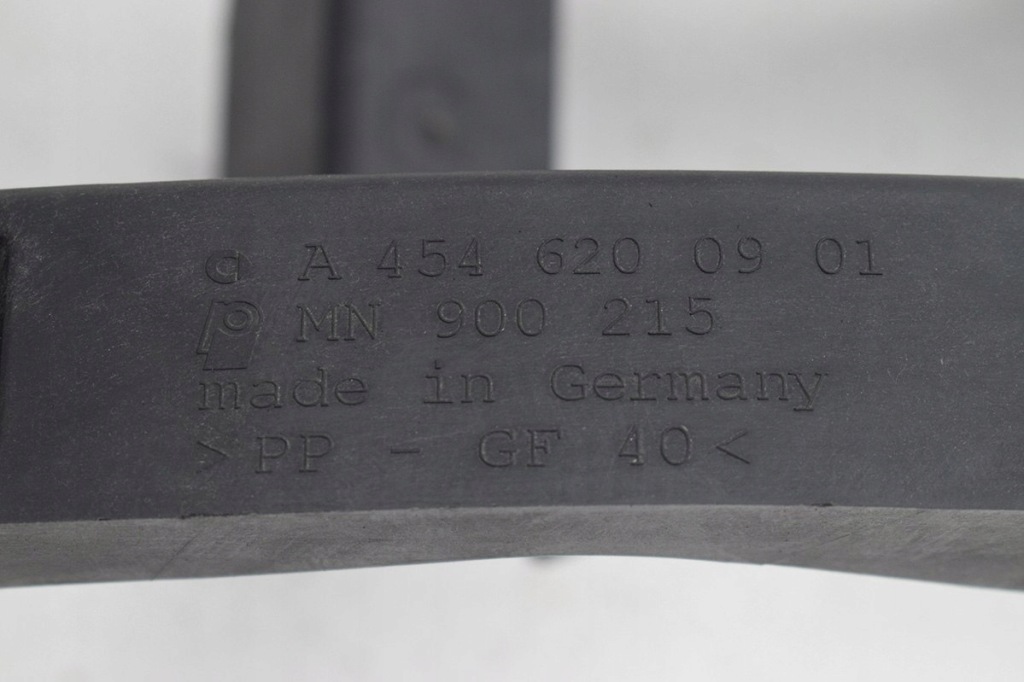 A 454 620 09 01
MN 900 215
made in Germany
>PP - GF 40<